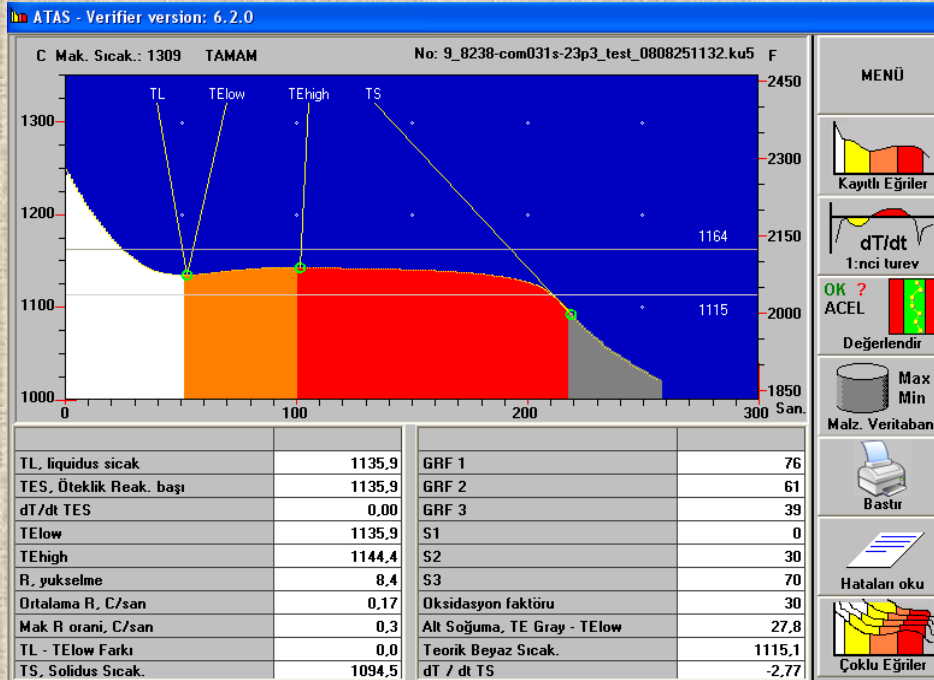 ATAS - Verifier version: 6.2.0
C Mak. Sıcak.: 1309 TAMAM No: 9_8238-com031s-23p3_test_0808251132.ku5 F
TL TElow TEhigh TS
2450
1300
2300
1200
1164
2150
1100
1115
2000
1000
1850
0 100 200 300 San.
TL, liquidus sicak 1135,9
TES, Öteklik Reak. başı 1135,9
dT/dt TES 0,00
TElow 1135,9
TEhigh 1144,4
R, yukselme 8,4
Ortalama R, C/san 0,17
Mak R orani, C/san 0,3
TL - TElow Farkı 0,0
TS, Solidus Sıcak. 1094,5
GRF 1 76
GRF 2 61
GRF 3 39
S1 0
S2 30
S3 70
Oksidasyon faktöru 30
Alt Soğuma, TE Gray - TElow 27,8
Teorik Beyaz Sıcak. 1115,1
dT / dt TS -2,77
MENÜ
Kayıtlı Eğriler
dT/dt
1:nci turev
OK ?
ACEL
Değerlendir
Max
Min
Malz. Veritaban
Bastır
Hataları oku
Çoklu Eğriler